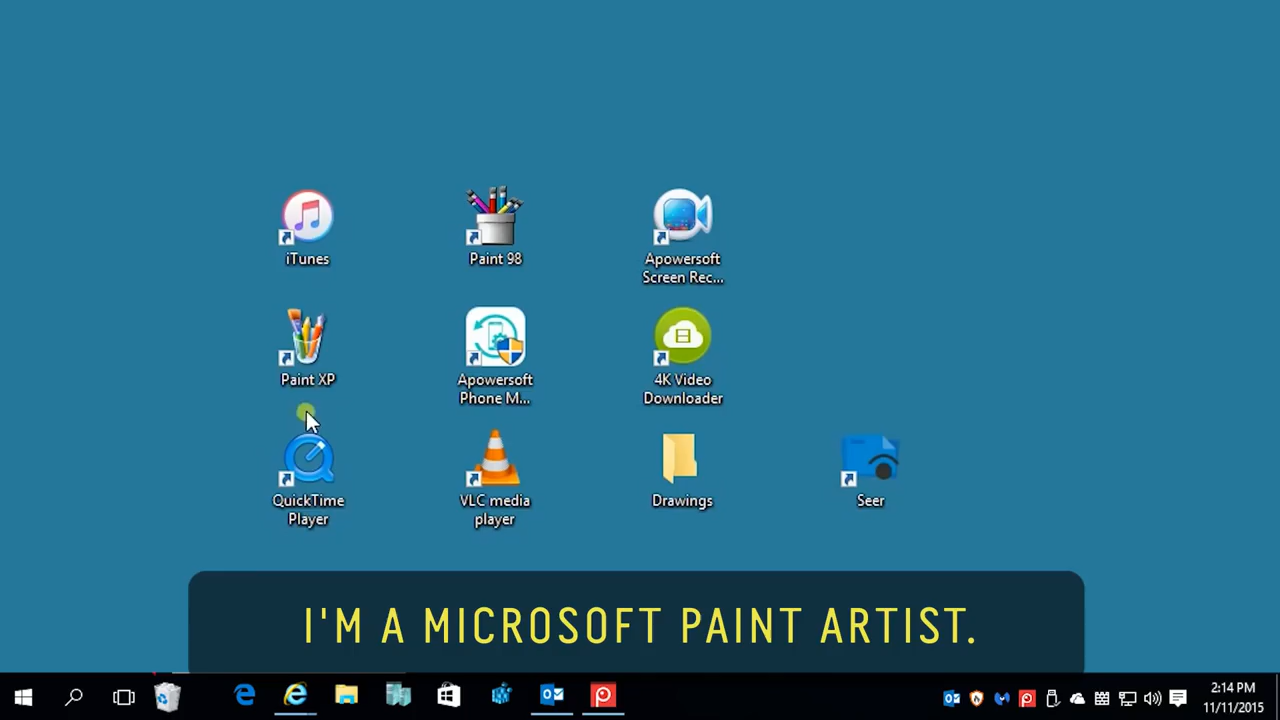 iTunes
Paint 98
Apowersoft
Screen Rec...
Paint XP
Apowersoft
Phone M...
4K Video
Downloader
QuickTime
Player
VLC media
player
Drawings
Seer
I'M A MICROSOFT PAINT ARTIST.
2:14 PM
11/11/2015